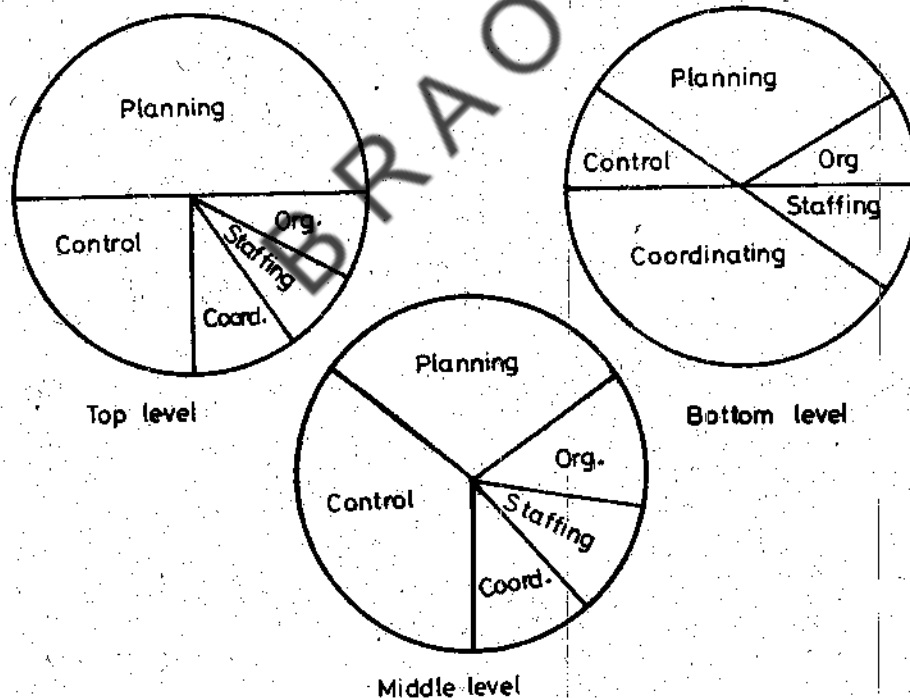 Planning
Control
Org.
Staffing
Coord.
Top level
Planning
Control
Org
Staffing
Coordinating
Bottom level
Planning
Control
Org.
Staffing
Coord.
Middle level
BRAO